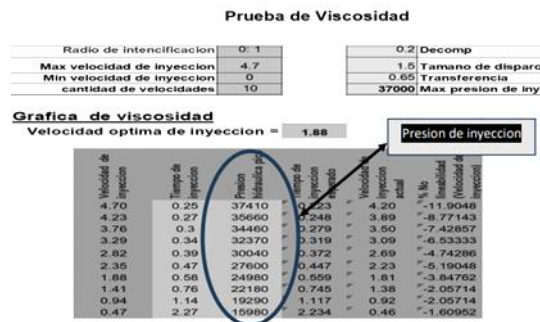 Prueba de Viscosidad
Radio de intencificacion 0: 1
0.2 Decomp
Max velocidad de inyeccion 4.7
1.5 Tamano de disparo
Min velocidad de inyeccion 0
0.65 Transferencia
cantidad de velocidades 10
37000 Max presion de iny
Grafica de viscosidad
Velocidad optima de inyeccion = 1.88
Presion de inyeccion
Velocidad de inyeccion
Tiempo de inyeccion
Presion hidraulica pico
Tiempo de inyeccion
Velocidad de inyeccion actual
% No lineabilidad (Velocidad de inyeccion)
4.70 0.25 37410 0.223 4.22 -11.9048
4.23 0.27 35660 0.248 3.89 -8.77143
3.76 0.3 34460 0.279 3.50 -7.42857
3.29 0.34 32370 0.319 3.09 -6.53333
2.82 0.39 30040 0.372 2.69 -4.74286
2.35 0.47 27600 0.447 2.23 -5.19048
1.88 0.58 24980 0.559 1.81 -3.84762
1.41 0.76 22180 0.745 1.38 -2.05714
0.94 1.14 19290 1.117 0.92 -2.05714
0.47 2.27 15980 2.234 0.46 -1.60952